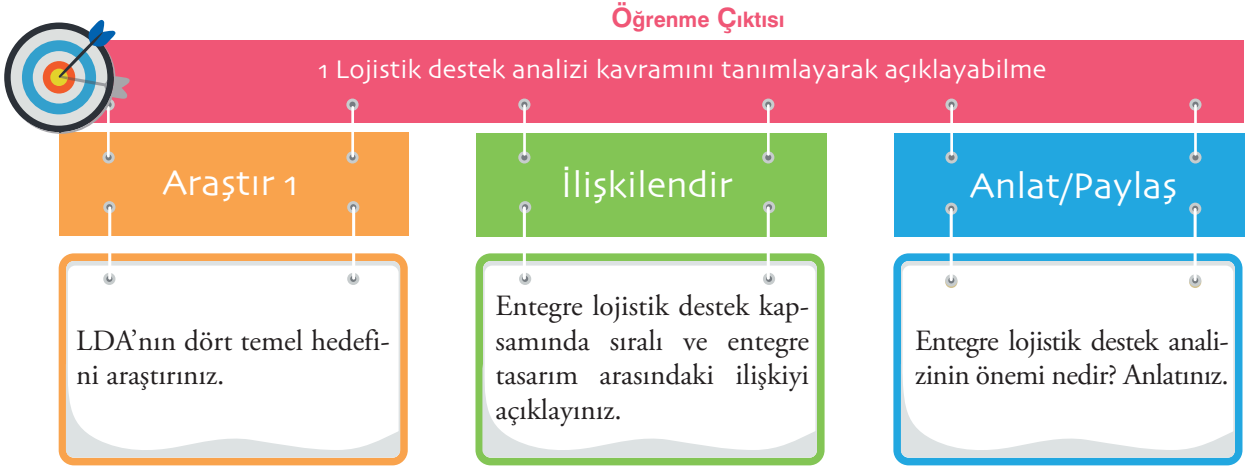 Öğrenme Çıktısı
1 Lojistik destek analizi kavramını tanımlayarak açıklayabilme
Araştır 1
LDA’nın dört temel hedefi-
ni araştırınız.
İlişkilendir
Entegre lojistik destek kap-
samında sıralı ve entegre
tasarım arasındaki ilişkiyi
açıklayınız.
Anlat/Paylaş
Entegre lojistik destek anali-
zinin önemi nedir? Anlatınız.